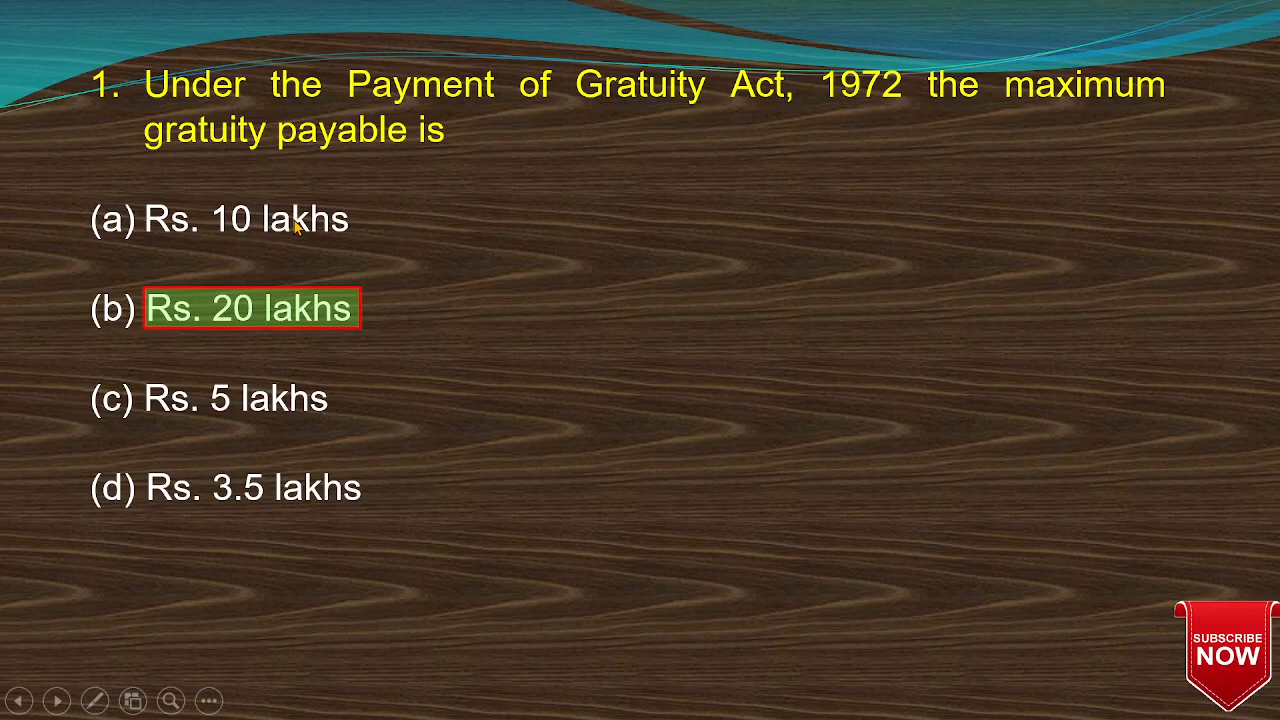 1. Under the Payment of Gratuity Act, 1972 the maximum
gratuity payable is
(a) Rs. 10 lakhs
(b) Rs. 20 lakhs
(c) Rs. 5 lakhs
(d) Rs. 3.5 lakhs
SUBSCRIBE
NOW